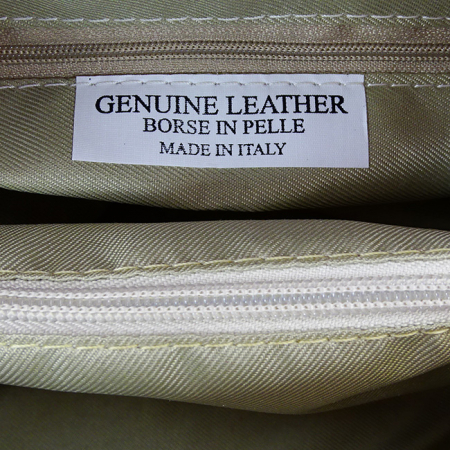 GENUINE LEATHER
BORSE IN PELLE
MADE IN ITALY